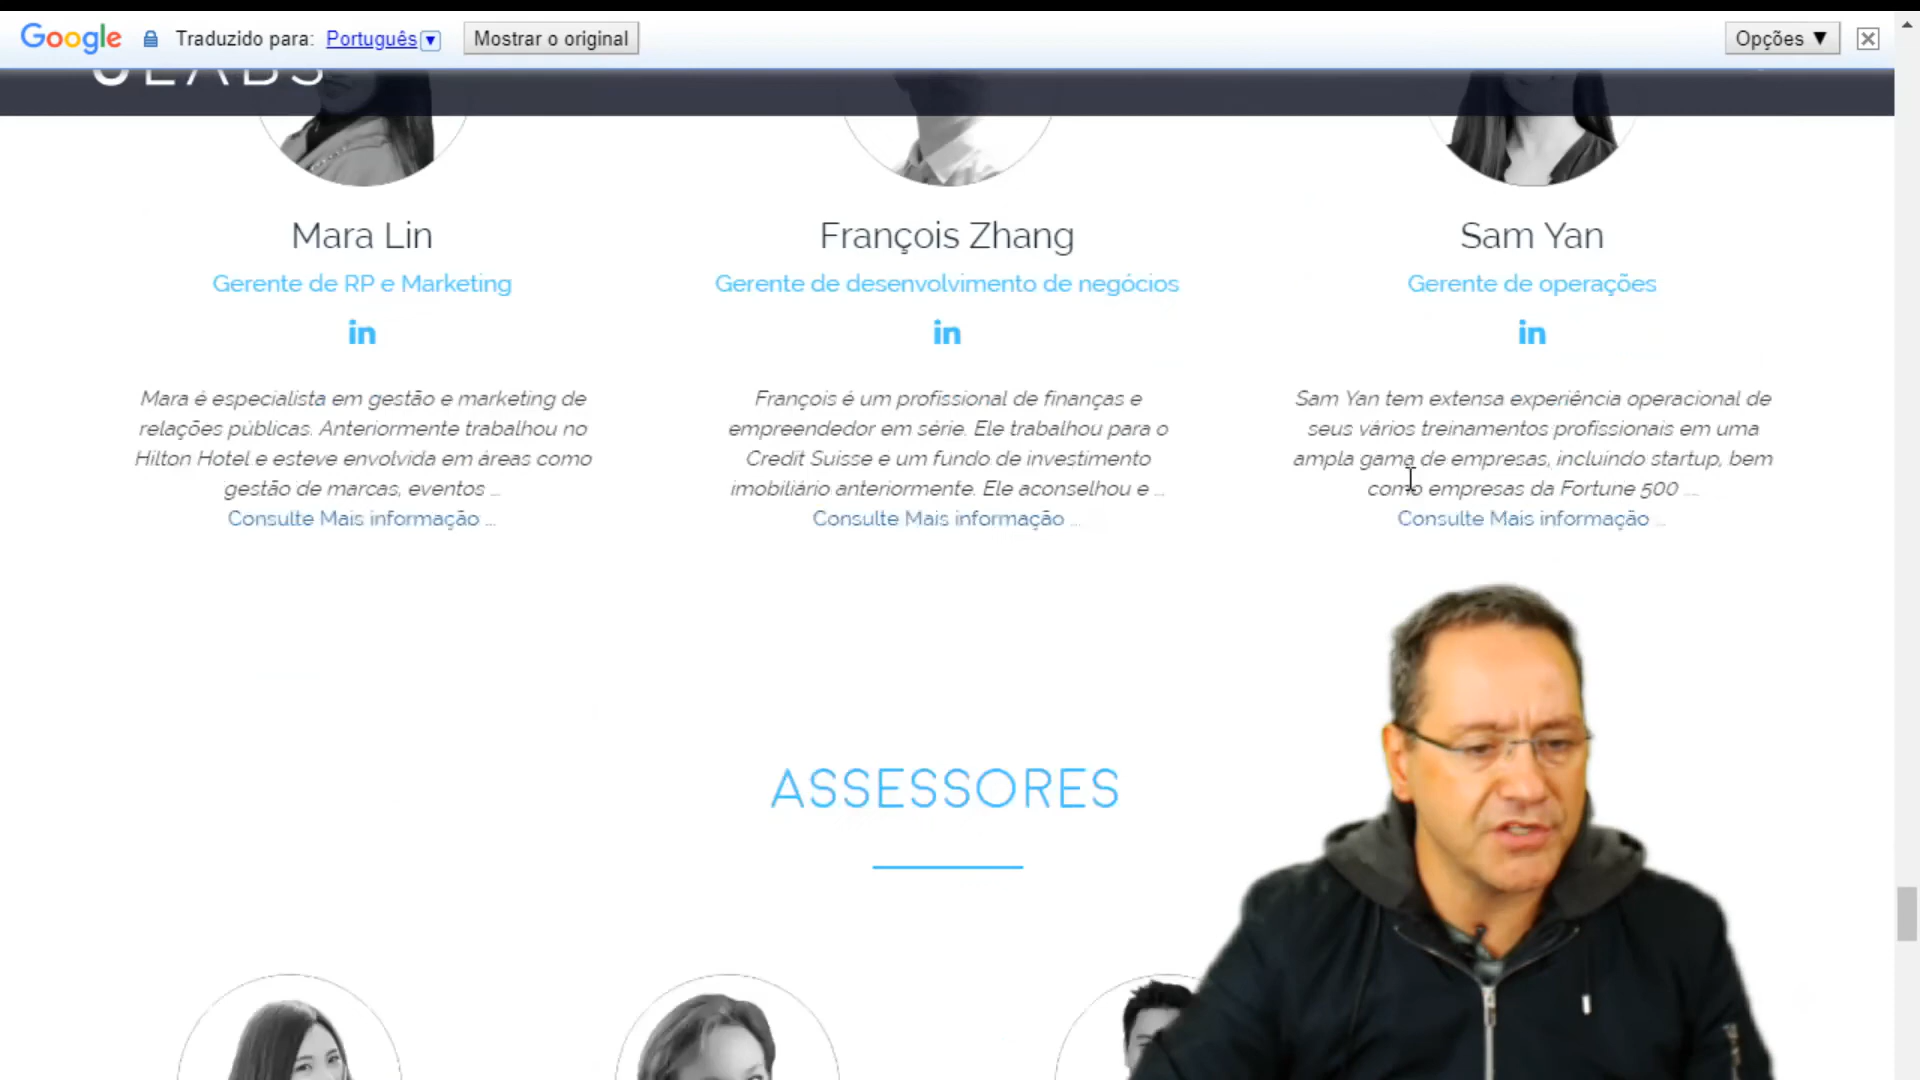 Google Traduzido para: Português Mostrar o original Opções ▼
Mara Lin
Gerente de RP e Marketing
in
Mara é especialista em gestão e marketing de
relações públicas. Anteriormente trabalhou no
Hilton Hotel e esteve envolvida em áreas como
gestão de marcas, eventos ...
Consulte Mais informação ...
François Zhang
Gerente de desenvolvimento de negócios
in
François é um profissional de finanças e
empreendedor em série. Ele trabalhou para o
Credit Suisse e um fundo de investimento
imobiliário anteriormente. Ele aconselhou e ...
Consulte Mais informação ...
Sam Yan
Gerente de operações
in
Sam Yan tem extensa experiência operacional de
seus vários treinamentos profissionais em uma
ampla gama de empresas, incluindo startup, bem
como empresas da Fortune 500 ...
Consulte Mais informação ...
ASSESSORES